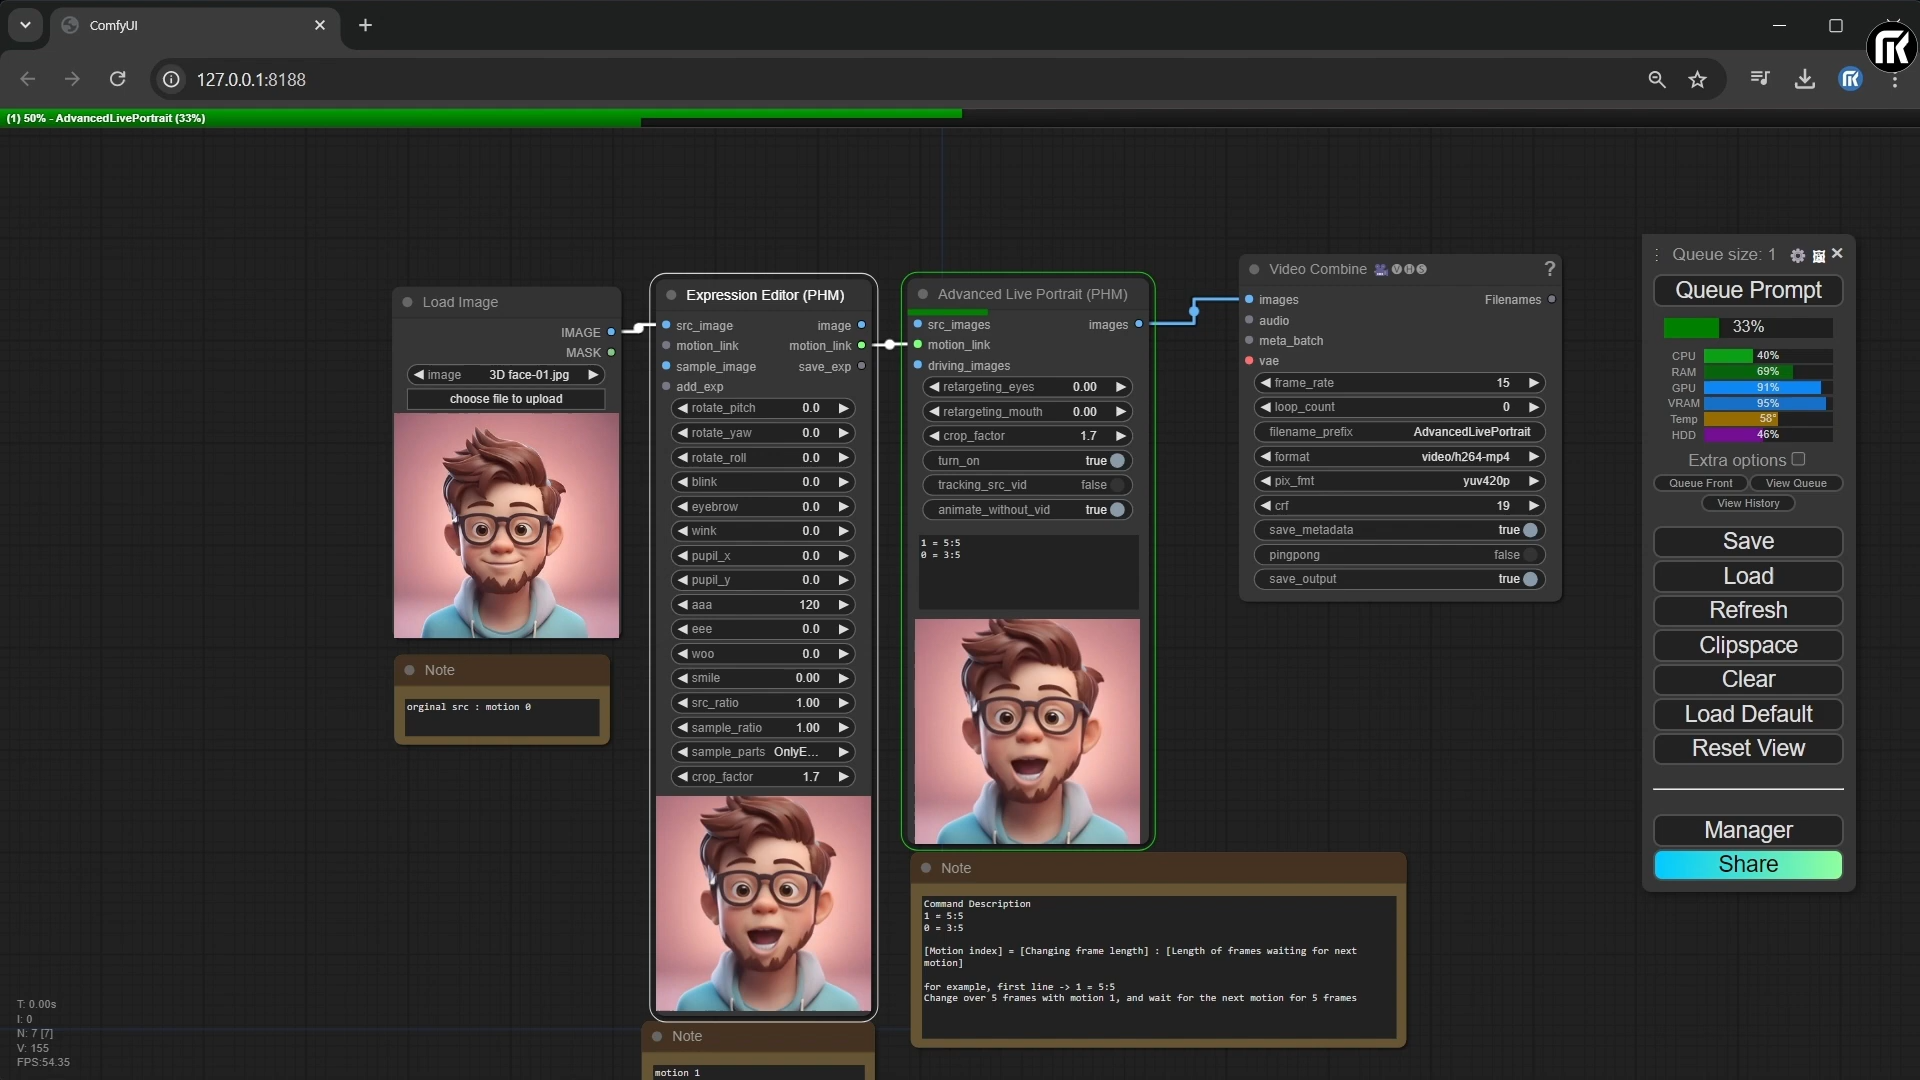 ComfyUI
127.0.0.1:8188
(1) 50% - AdvancedLivePortrait (33%)
Load Image
IMAGE
MASK
image 3D face-01.jpg
choose file to upload
Note
orginal src : motion 0
Expression Editor (PHM)
src_image image
motion_link motion_link
sample_image save_exp
add_exp
rotate_pitch 0.0
rotate_yaw 0.0
rotate_roll 0.0
blink 0.0
eyebrow 0.0
wink 0.0
pupil_x 0.0
pupil_y 0.0
aaa 120
eee 0.0
woo 0.0
smile 0.00
src_ratio 1.00
sample_ratio 1.00
sample_parts OnlyE...
crop_factor 1.7
Note
motion 1
Advanced Live Portrait (PHM)
src_images images
motion_link
driving_images
retargeting_eyes 0.00
retargeting_mouth 0.00
crop_factor 1.7
turn_on true
tracking_src_vid false
animate_without_vid true
1 = 5:5
0 = 3:5
Note
Command Description
1 = 5:5
0 = 3:5
[Motion index] = [Changing frame length] : [Length of frames waiting for next
motion]
for example, first line -> 1 = 5:5
Change over 5 frames with motion 1, and wait for the next motion for 5 frames
Video Combine VHS ?
images Filenames
audio
meta_batch
vae
frame_rate 15
loop_count 0
filename_prefix AdvancedLivePortrait
format video/h264-mp4
pix_fmt yuv420p
crf 19
save_metadata true
pingpong false
save_output true
Queue size: 1
Queue Prompt
33%
CPU 40%
RAM 69%
GPU 91%
VRAM 95%
Temp 58°
HDD 46%
Extra options
Queue Front View Queue
View History
Save
Load
Refresh
Clipspace
Clear
Load Default
Reset View
Manager
Share
T: 0.00s
I: 0
N: 7 [7]
V: 155
FPS:54.35